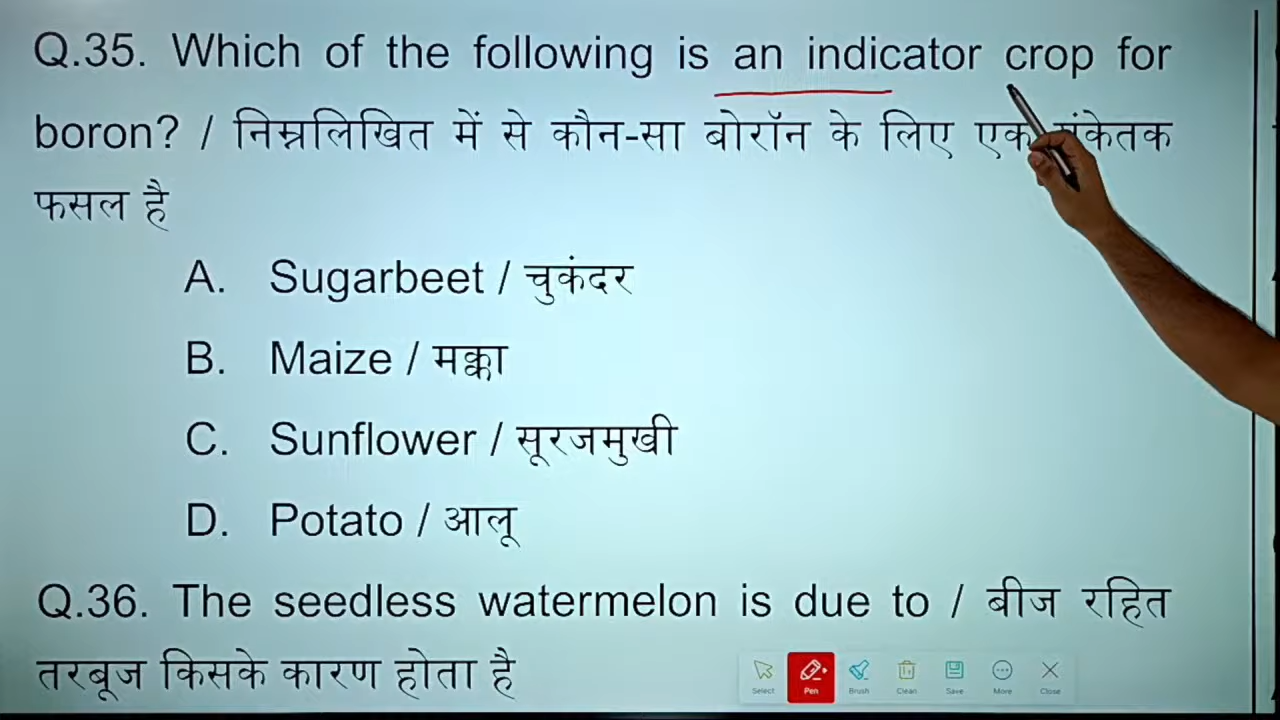 Q.35. Which of the following is an indicator crop for
boron? / निम्नलिखित में से कौन-सा बोरॉन के लिए एक
फसल है
A. Sugarbeet / चुकंदर
B. Maize / मक्का
C. Sunflower / सूरजमुखी
D. Potato / आलू
Q.36. The seedless watermelon is due to / बीज रहित
तरबूज किसके कारण होता है
Select Pen Brush Clean Save More Close